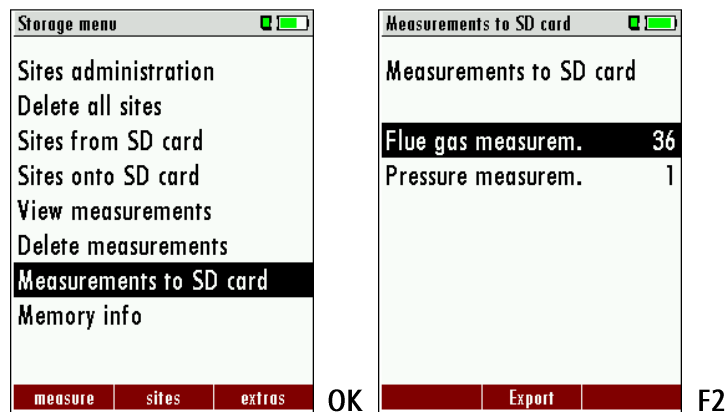 Storage menu
Sites administration
Delete all sites
Sites from SD card
Sites onto SD card
View measurements
Delete measurements
Measurements to SD card
Memory info
measure sites extras
OK
Measurements to SD card
Measurements to SD card
Flue gas measurem. 36
Pressure measurem. 1
Export
F2